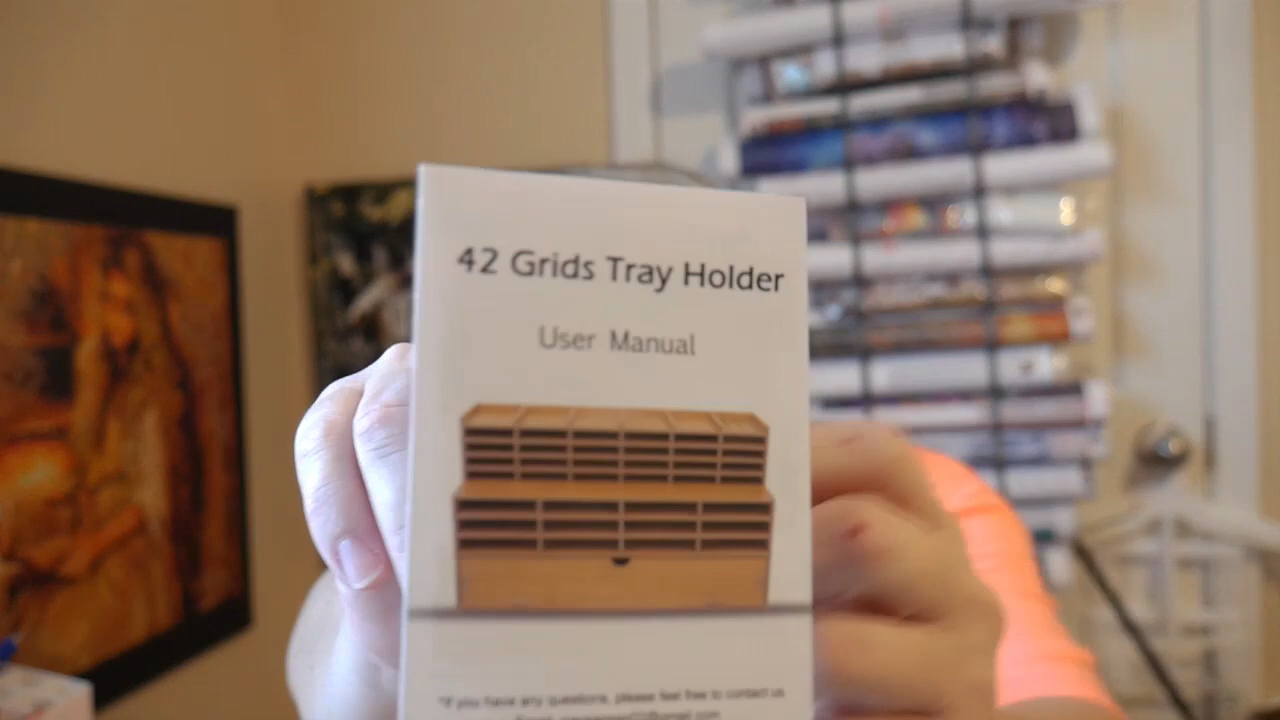 42 Grids Tray Holder
User Manual
*If you have any questions, please feel free to contact us